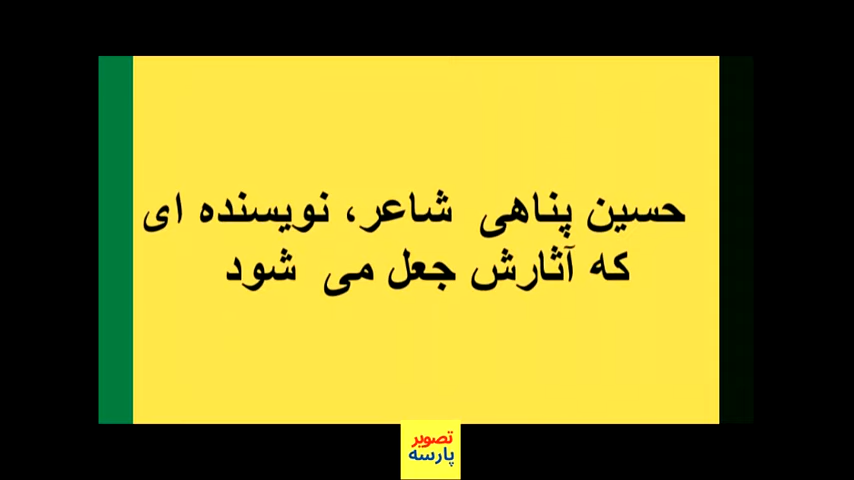 حسین پناهی شاعر، نویسنده ای
که آثارش جعل می شود
تصویر
پارسه